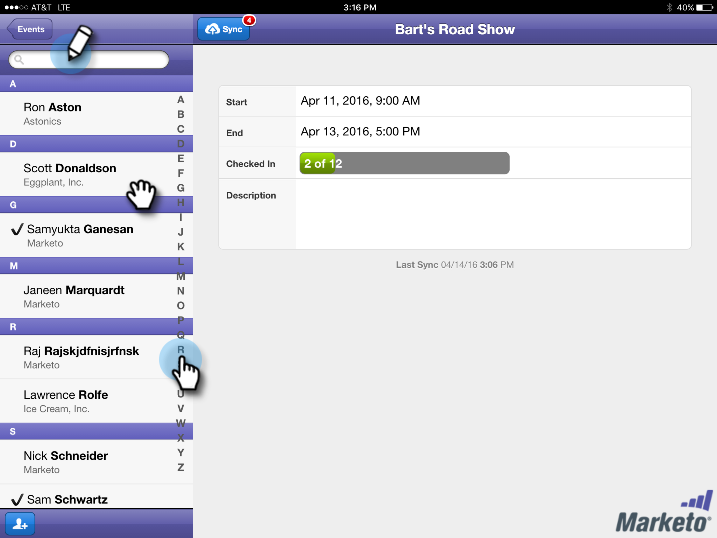 AT&T LTE
3:16 PM
40%
Events
Sync
4
Bart's Road Show
A
Ron Aston
Astonics
D
Scott Donaldson
Eggplant, Inc.
G
Samyukta Ganesan
Marketo
M
Janeen Marquardt
Marketo
R
Raj Rajskjdfnisjrfnsk
Marketo
Lawrence Rolfe
Ice Cream, Inc.
S
Nick Schneider
Marketo
Sam Schwartz
A
B
C
D
E
F
G
H
I
J
K
L
M
N
O
P
Q
R
U
V
W
X
Y
Z
Start
Apr 11, 2016, 9:00 AM
End
Apr 13, 2016, 5:00 PM
Checked In
2 of 12
Description
Last Sync 04/14/16 3:06 PM
Marketo®